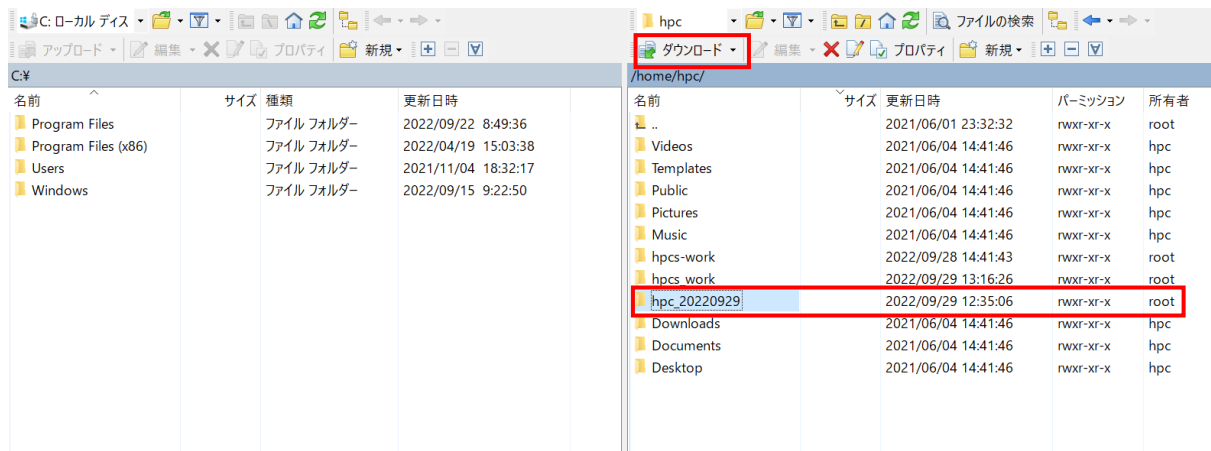 C: ローカル ディス
アップロード 編集 プロパティ 新規
C:¥
名前 サイズ 種類 更新日時
Program Files ファイル フォルダー 2022/09/22 8:49:36
Program Files (x86) ファイル フォルダー 2022/04/19 15:03:38
Users ファイル フォルダー 2021/11/04 18:32:17
Windows ファイル フォルダー 2022/09/15 9:22:50
hpc ファイルの検索
ダウンロード 編集 プロパティ 新規
/home/hpc/
名前 サイズ 更新日時 パーミッション 所有者
.. 2021/06/01 23:32:32 rwxr-xr-x root
Videos 2021/06/04 14:41:46 rwxr-xr-x hpc
Templates 2021/06/04 14:41:46 rwxr-xr-x hpc
Public 2021/06/04 14:41:46 rwxr-xr-x hpc
Pictures 2021/06/04 14:41:46 rwxr-xr-x hpc
Music 2021/06/04 14:41:46 rwxr-xr-x hpc
hpcs-work 2022/09/28 14:41:43 rwxr-xr-x root
hpcs_work 2022/09/29 13:16:26 rwxr-xr-x root
hpc_20220929 2022/09/29 12:35:06 rwxr-xr-x root
Downloads 2021/06/04 14:41:46 rwxr-xr-x hpc
Documents 2021/06/04 14:41:46 rwxr-xr-x hpc
Desktop 2021/06/04 14:41:46 rwxr-xr-x hpc